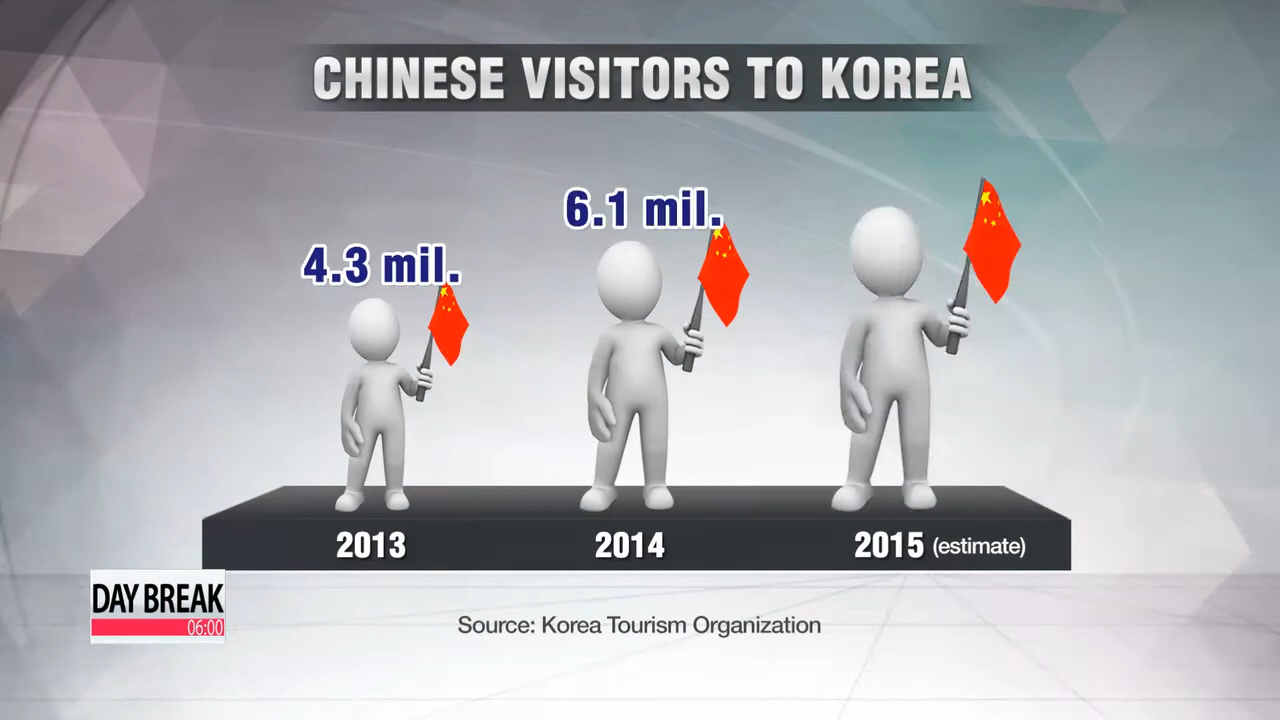 CHINESE VISITORS TO KOREA
4.3 mil.
6.1 mil.
2013
2014
2015 (estimate)
DAY BREAK
06:00
Source: Korea Tourism Organization